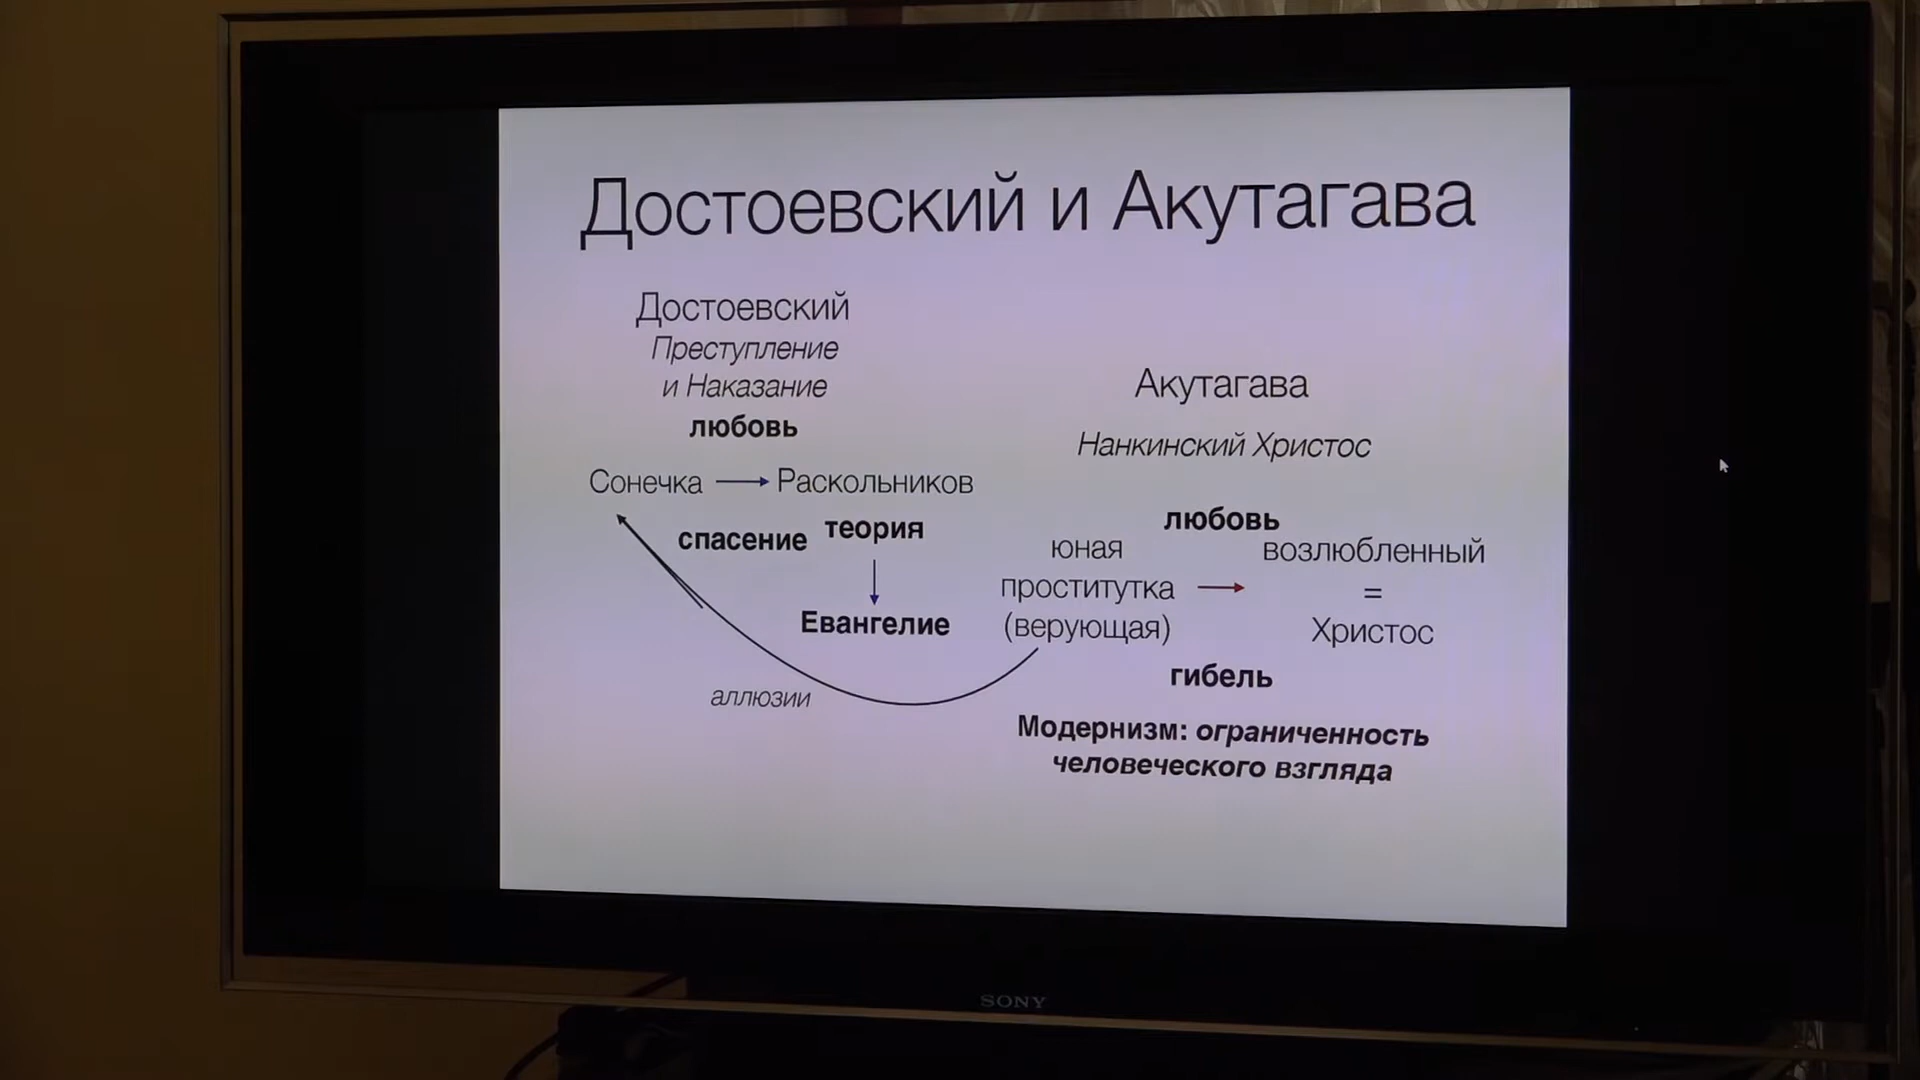 Достоевский и Акутагава
Достоевский
Преступление
и Наказание
любовь
Сонечка Раскольников
спасение теория
Евангелие
аллюзии
Акутагава
Нанкинский Христос
любовь
юная
проститутка
(верующая)
возлюбленный
=
Христос
гибель
Модернизм: ограниченность
человеческого взгляда
SONY